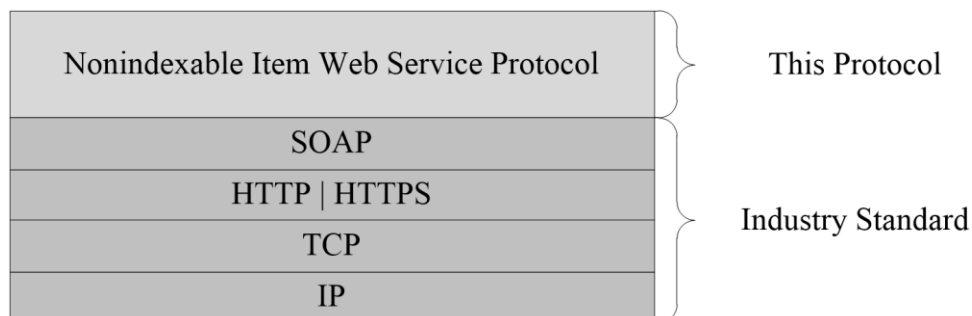 Nonindexable Item Web Service Protocol
This Protocol
SOAP
HTTP | HTTPS
TCP
IP
Industry Standard